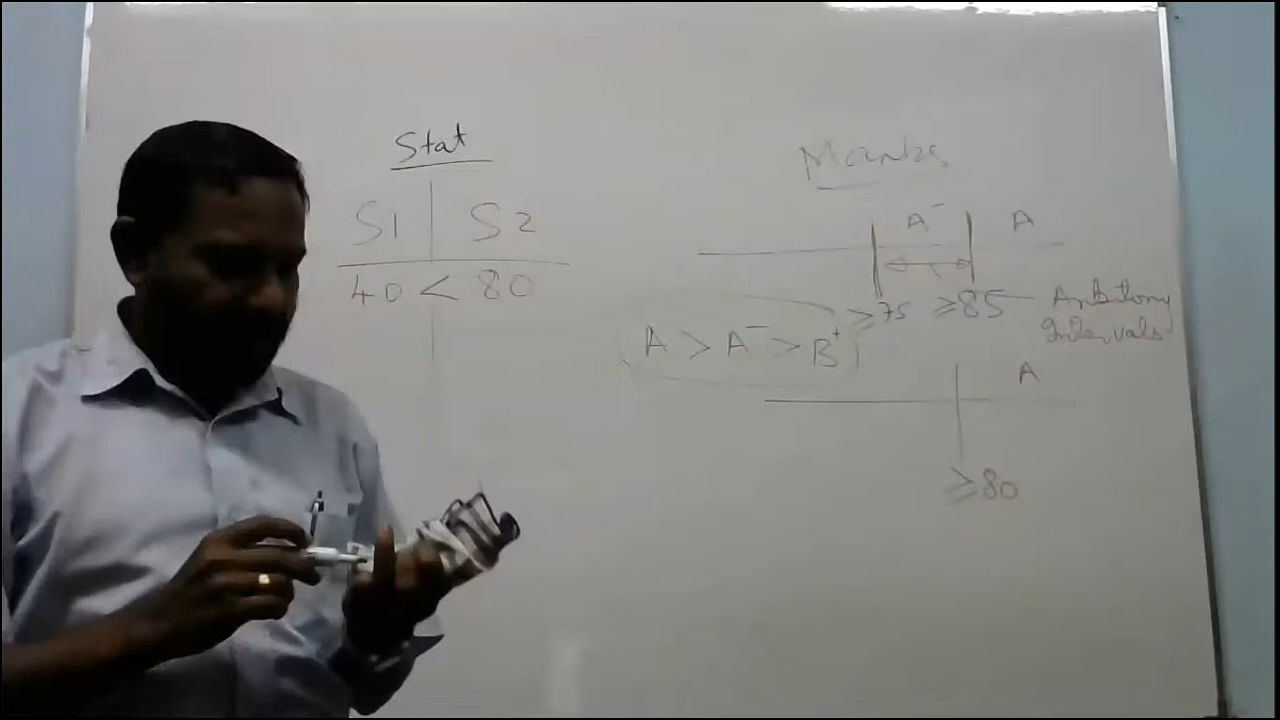 Stat
S1 S2
40 < 80
Marks
A⁻ A
≥75 ≥85 — Arbitrary
Intervals
A > A⁻ > B⁺
A
≥80